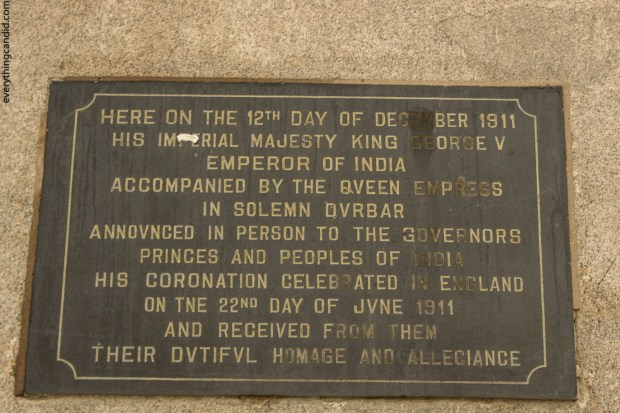 everythingcandid.com
HERE ON THE 12TH DAY OF DECEMBER 1911
HIS IMPERIAL MAJESTY KING GEORGE V
EMPEROR OF INDIA
ACCOMPANIED BY THE QVEEN EMPRESS
IN SOLEMN DVRBAR
ANNOVNCED IN PERSON TO THE GOVERNORS
PRINCES AND PEOPLES OF INDIA
HIS CORONATION CELEBRATED IN ENGLAND
ON TNE 22ND DAY OF JVNE 1911
AND RECEIVED FROM THEM
THEIR DVTIFVL HOMAGE AND ALLECIANCE